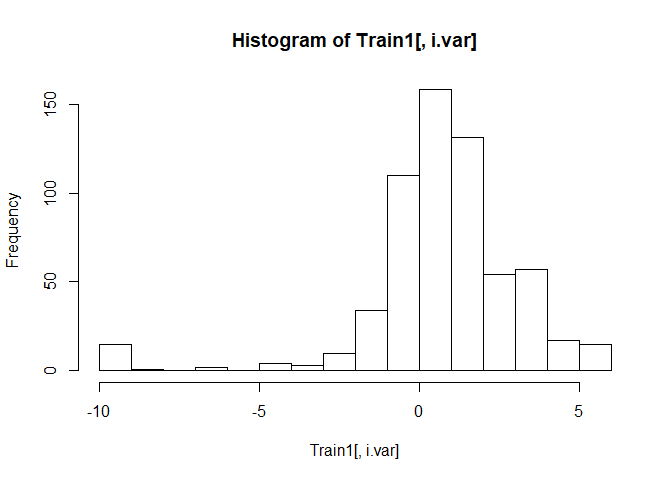 Histogram of Train1[, i.var]
Frequency
150
100
50
0
-10 -5 0 5
Train1[, i.var]